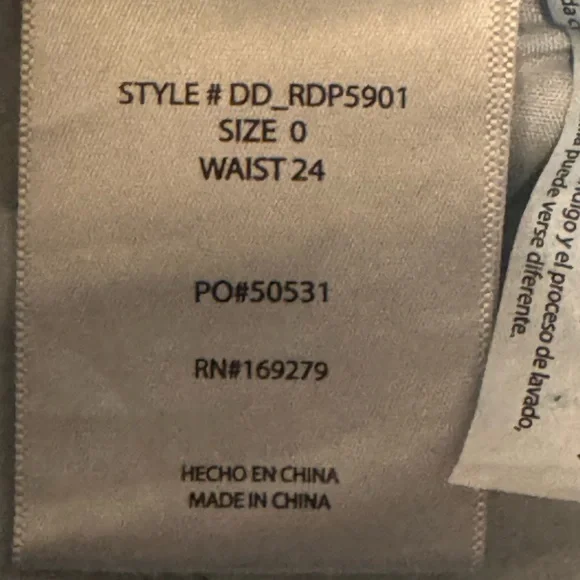 STYLE # DD_RDP5901
SIZE 0
WAIST 24
PO#50531
RN#169279
HECHO EN CHINA
MADE IN CHINA
y el proceso de lavado,
puede verse diferente.